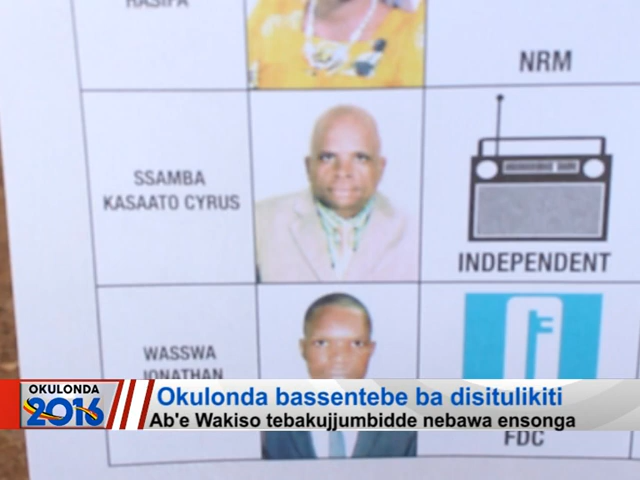 NRM
SSAMBA
KASAATO CYRUS
INDEPENDENT
WASSWA
JONATHAN
FDC
OKULONDA
2016
Okulonda bassentebe ba disitulikiti
Ab'e Wakiso tebakujjumbidde nebawa ensonga